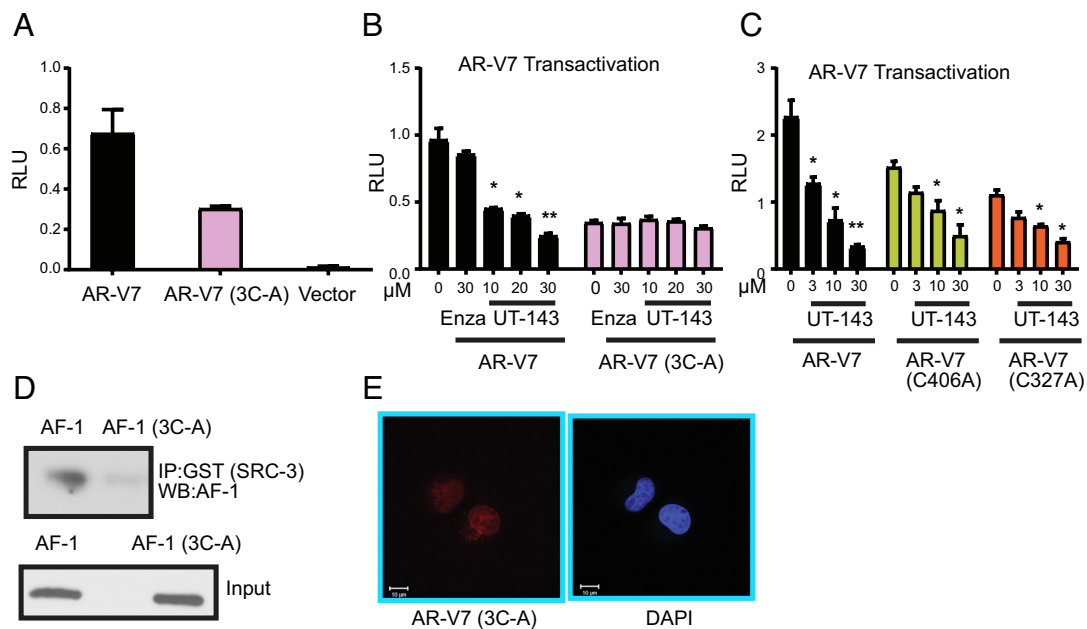 A
RLU
1.0
0.8
0.6
0.4
0.2
0.0
AR-V7
AR-V7 (3C-A)
Vector
B
AR-V7 Transactivation
RLU
1.5
1.0
0.5
0.0
* * **
µM
0 30 10 20 30 0 30 10 20 30
Enza UT-143 Enza UT-143
AR-V7
AR-V7 (3C-A)
C
AR-V7 Transactivation
RLU
3
2
1
0
* * ** * * * *
µM
0 3 10 30 0 3 10 30 0 3 10 30
UT-143 UT-143 UT-143
AR-V7
AR-V7
(C406A)
AR-V7
(C327A)
D
AF-1 AF-1 (3C-A)
IP:GST (SRC-3)
WB:AF-1
AF-1 AF-1 (3C-A)
Input
E
10 µm
10 µm
AR-V7 (3C-A)
DAPI